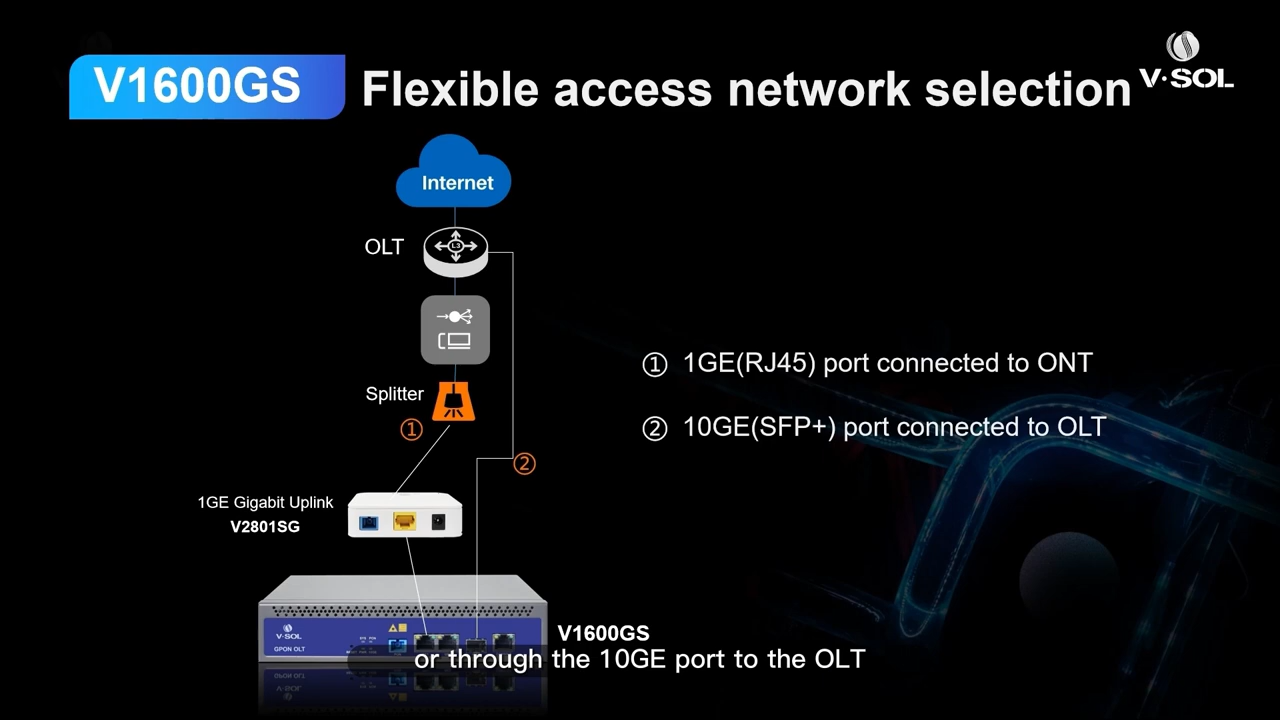 V1600GS
Flexible access network selection
V·SOL
Internet
OLT
L3
Splitter
①
②
① 1GE(RJ45) port connected to ONT
② 10GE(SFP+) port connected to OLT
1GE Gigabit Uplink
V2801SG
V·SOL
GPON OLT
V1600GS
or through the 10GE port to the OLT